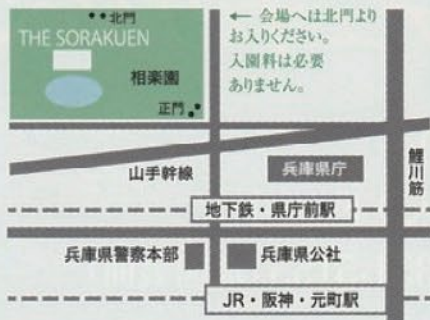 北門
THE SORAKUEN
相楽園
正門
← 会場へは北門より
お入りください。
入園料は必要
ありません。
山手幹線
兵庫県庁
鯉川筋
地下鉄・県庁前駅
兵庫県警察本部
兵庫県公社
JR・阪神・元町駅